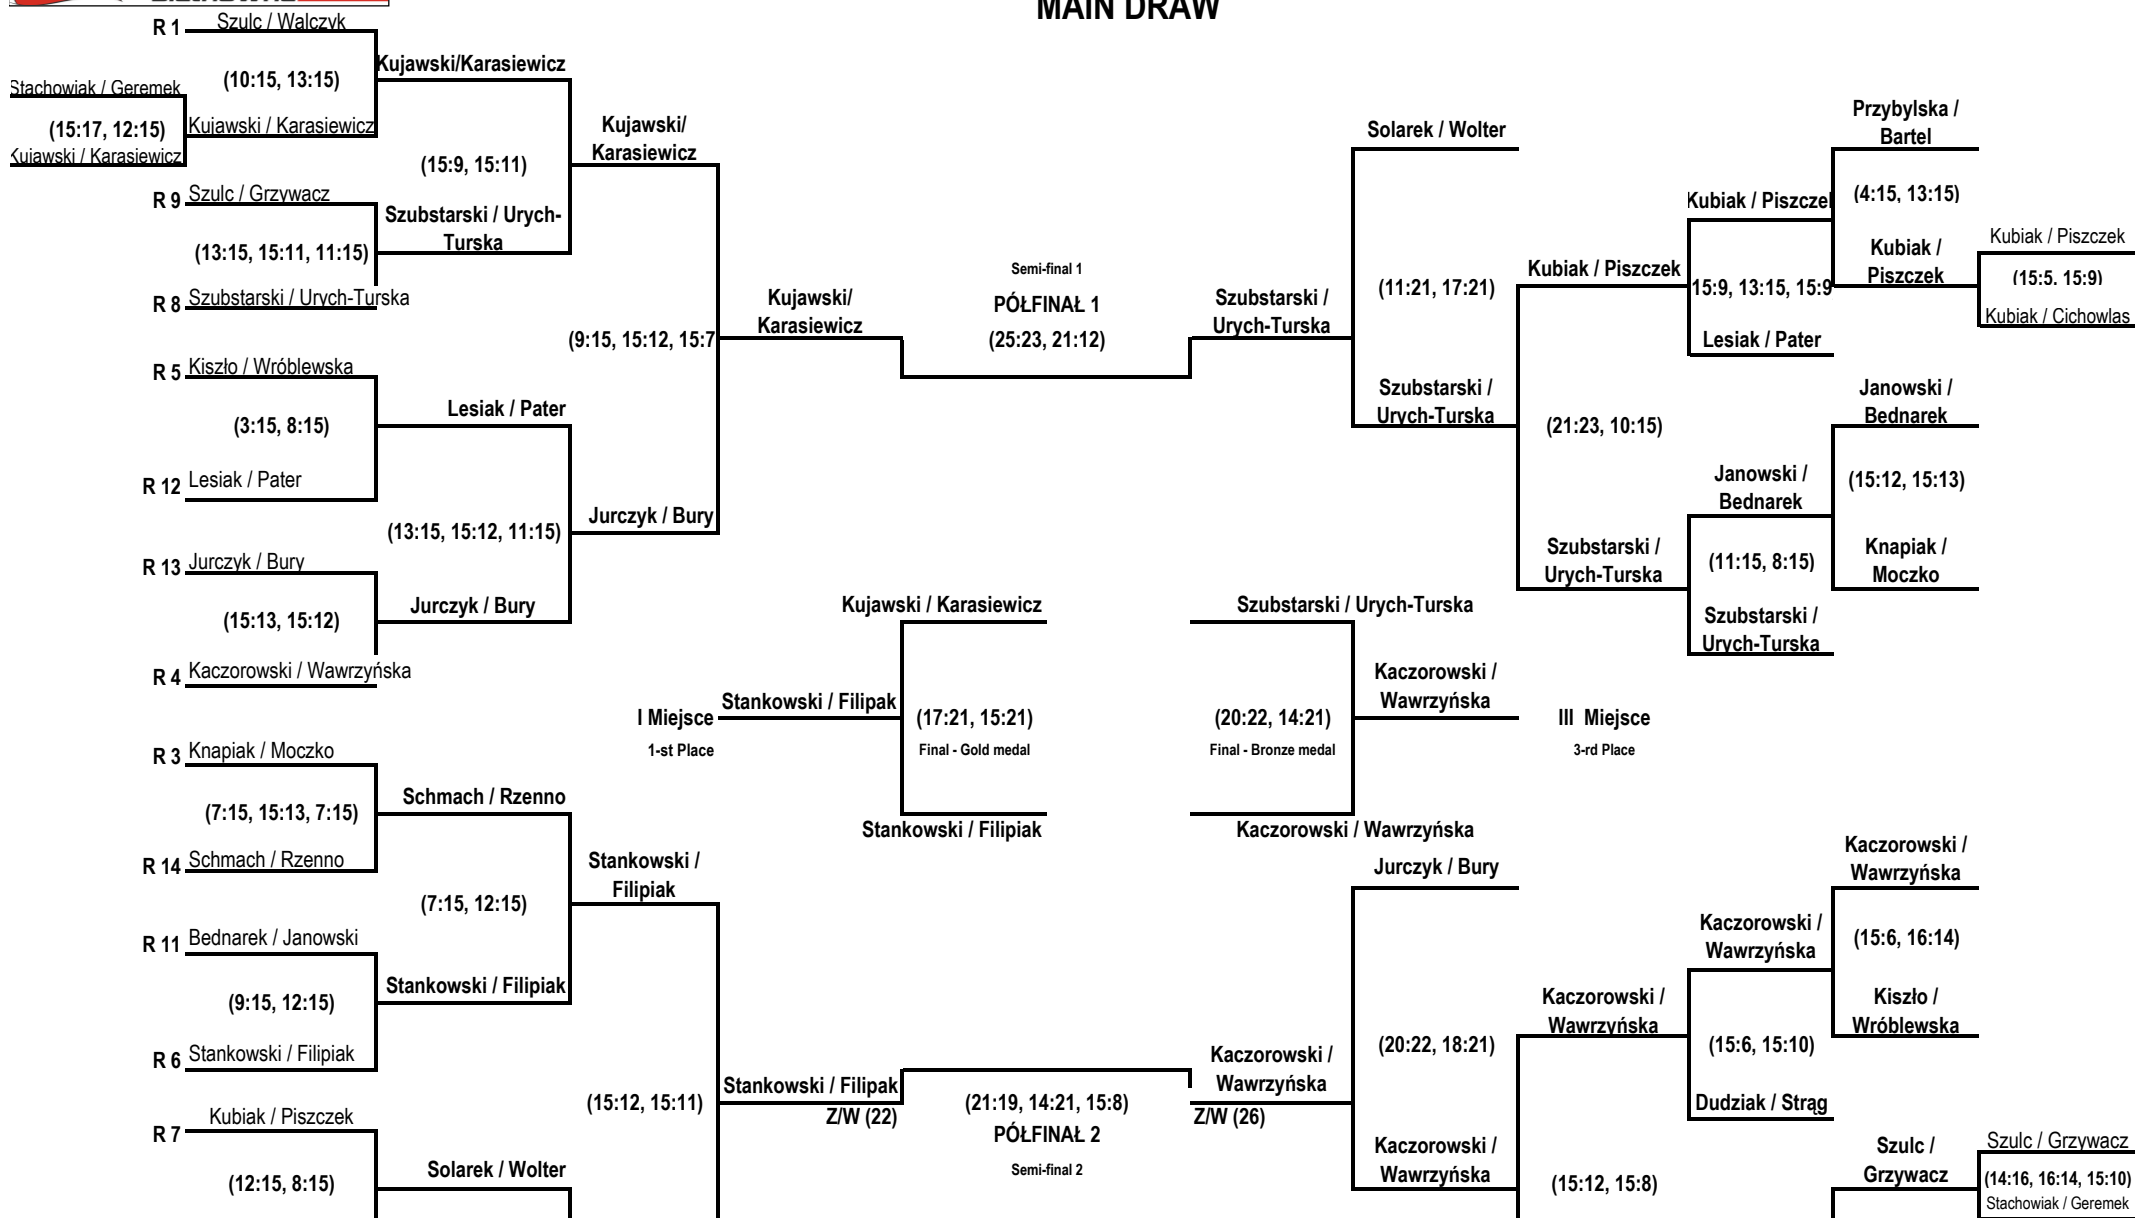 MAIN DRAW
R 1
Szulc / Walczyk
(10:15, 13:15)
Stachowiak / Geremek
(15:17, 12:15)
Kujawski / Karasiewicz
Kujawski / Karasiewicz
Kujawski/Karasiewicz
R 9
Szulc / Grzywacz
(13:15, 15:11, 11:15)
R 8
Szubstarski / Urych-Turska
Szubstarski / Urych-
Turska
(15:9, 15:11)
Kujawski/
Karasiewicz
R 5
Kiszło / Wróblewska
(3:15, 8:15)
R 12
Lesiak / Pater
Lesiak / Pater
(13:15, 15:12, 11:15)
R 13
Jurczyk / Bury
(15:13, 15:12)
R 4
Kaczorowski / Wawrzyńska
Jurczyk / Bury
Jurczyk / Bury
(9:15, 15:12, 15:7
Kujawski/
Karasiewicz
Semi-final 1
PÓŁFINAŁ 1
(25:23, 21:12)
Szubstarski /
Urych-Turska
Solarek / Wolter
(11:21, 17:21)
Szubstarski /
Urych-Turska
Kubiak / Piszczek
(21:23, 10:15)
Szubstarski /
Urych-Turska
Kubiak / Piszczel
15:9, 13:15, 15:9
Lesiak / Pater
Janowski /
Bednarek
(11:15, 8:15)
Szubstarski /
Urych-Turska
Przybylska /
Bartel
(4:15, 13:15)
Kubiak /
Piszczek
Kubiak / Piszczek
(15:5, 15:9)
Kubiak / Cichowlas
Janowski /
Bednarek
(15:12, 15:13)
Knapiak /
Moczko
Kujawski / Karasiewicz
I Miejsce
1-st Place
Stankowski / Filipak
(17:21, 15:21)
Final - Gold medal
Stankowski / Filipiak
Szubstarski / Urych-Turska
(20:22, 14:21)
Final - Bronze medal
Kaczorowski / Wawrzyńska
Kaczorowski /
Wawrzyńska
III Miejsce
3-rd Place
R 3
Knapiak / Moczko
(7:15, 15:13, 7:15)
R 14
Schmach / Rzenno
Schmach / Rzenno
(7:15, 12:15)
R 11
Bednarek / Janowski
(9:15, 12:15)
R 6
Stankowski / Filipiak
Stankowski / Filipiak
Stankowski /
Filipiak
(15:12, 15:11)
R 7
Kubiak / Piszczek
(12:15, 8:15)
Solarek / Wolter
Stankowski / Filipak
Z/W (22)
(21:19, 14:21, 15:8)
PÓŁFINAŁ 2
Semi-final 2
Kaczorowski /
Wawrzyńska
Z/W (26)
Jurczyk / Bury
(20:22, 18:21)
Kaczorowski /
Wawrzyńska
Kaczorowski /
Wawrzyńska
(15:12, 15:8)
Kaczorowski /
Wawrzyńska
(15:6, 15:10)
Dudziak / Strąg
Kaczorowski /
Wawrzyńska
(15:6, 16:14)
Kiszło /
Wróblewska
Szulc /
Grzywacz
Szulc / Grzywacz
(14:16, 16:14, 15:10)
Stachowiak / Geremek